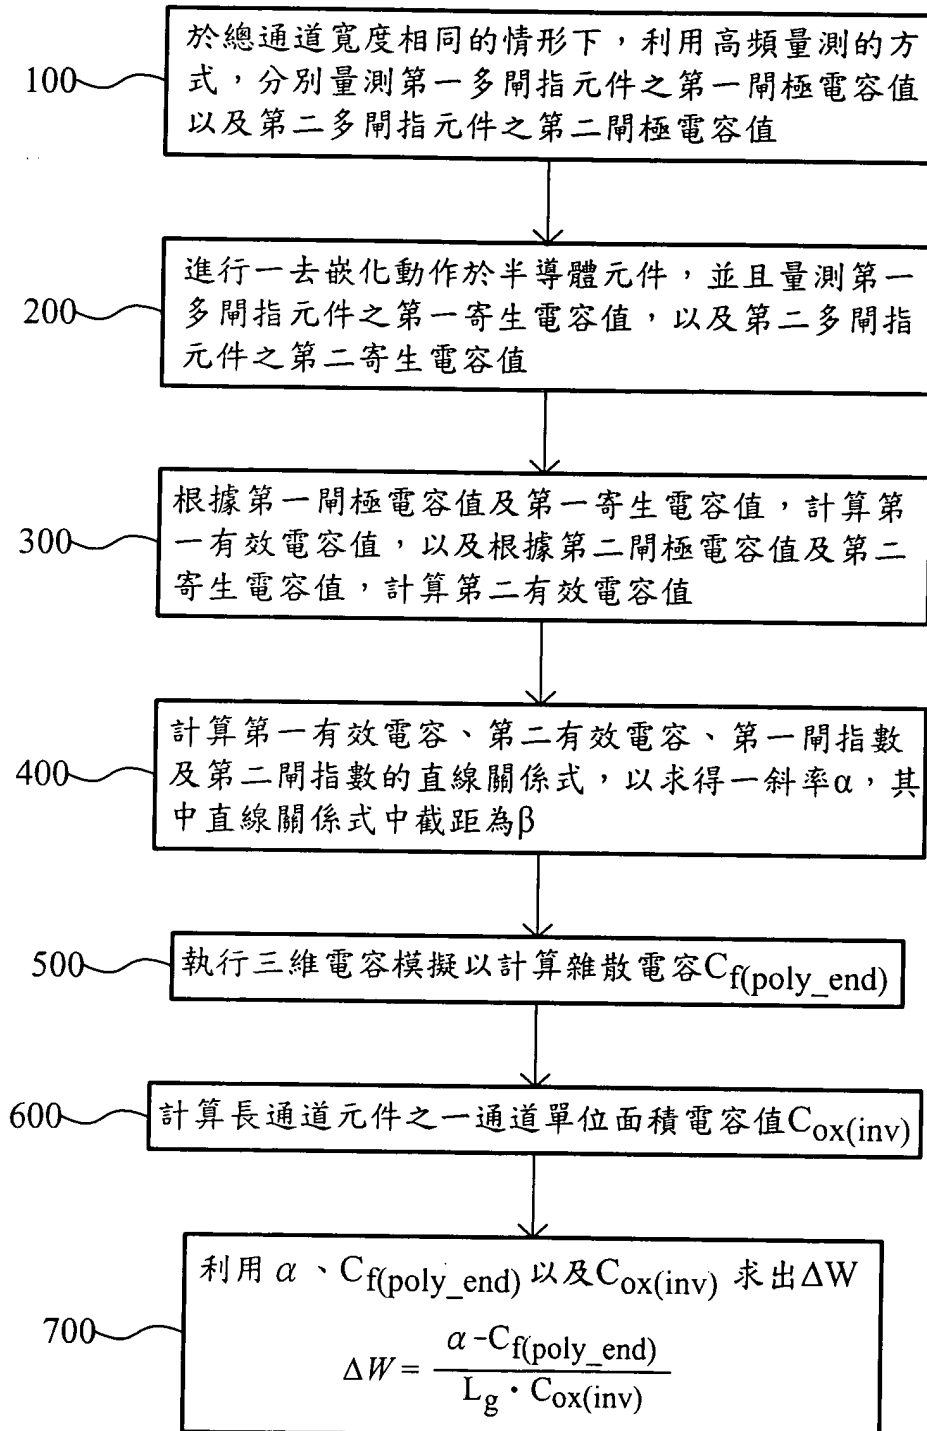 100
於總通道寬度相同的情形下，利用高頻量測的方
式，分別量測第一多閘指元件之第一閘極電容值
以及第二多閘指元件之第二閘極電容值
200
進行一去嵌化動作於半導體元件，並且量測第一
多閘指元件之第一寄生電容值，以及第二多閘指
元件之第二寄生電容值
300
根據第一閘極電容值及第一寄生電容值，計算第
一有效電容值，以及根據第二閘極電容值及第二
寄生電容值，計算第二有效電容值
400
計算第一有效電容、第二有效電容、第一閘指數
及第二閘指數的直線關係式，以求得一斜率α，其
中直線關係式中截距為β
500
執行三維電容模擬以計算雜散電容Cf(poly_end)
600
計算長通道元件之一通道單位面積電容值Cox(inv)
700
利用α、Cf(poly_end)以及Cox(inv) 求出ΔW
ΔW = α-Cf(poly_end) / Lg·Cox(inv)